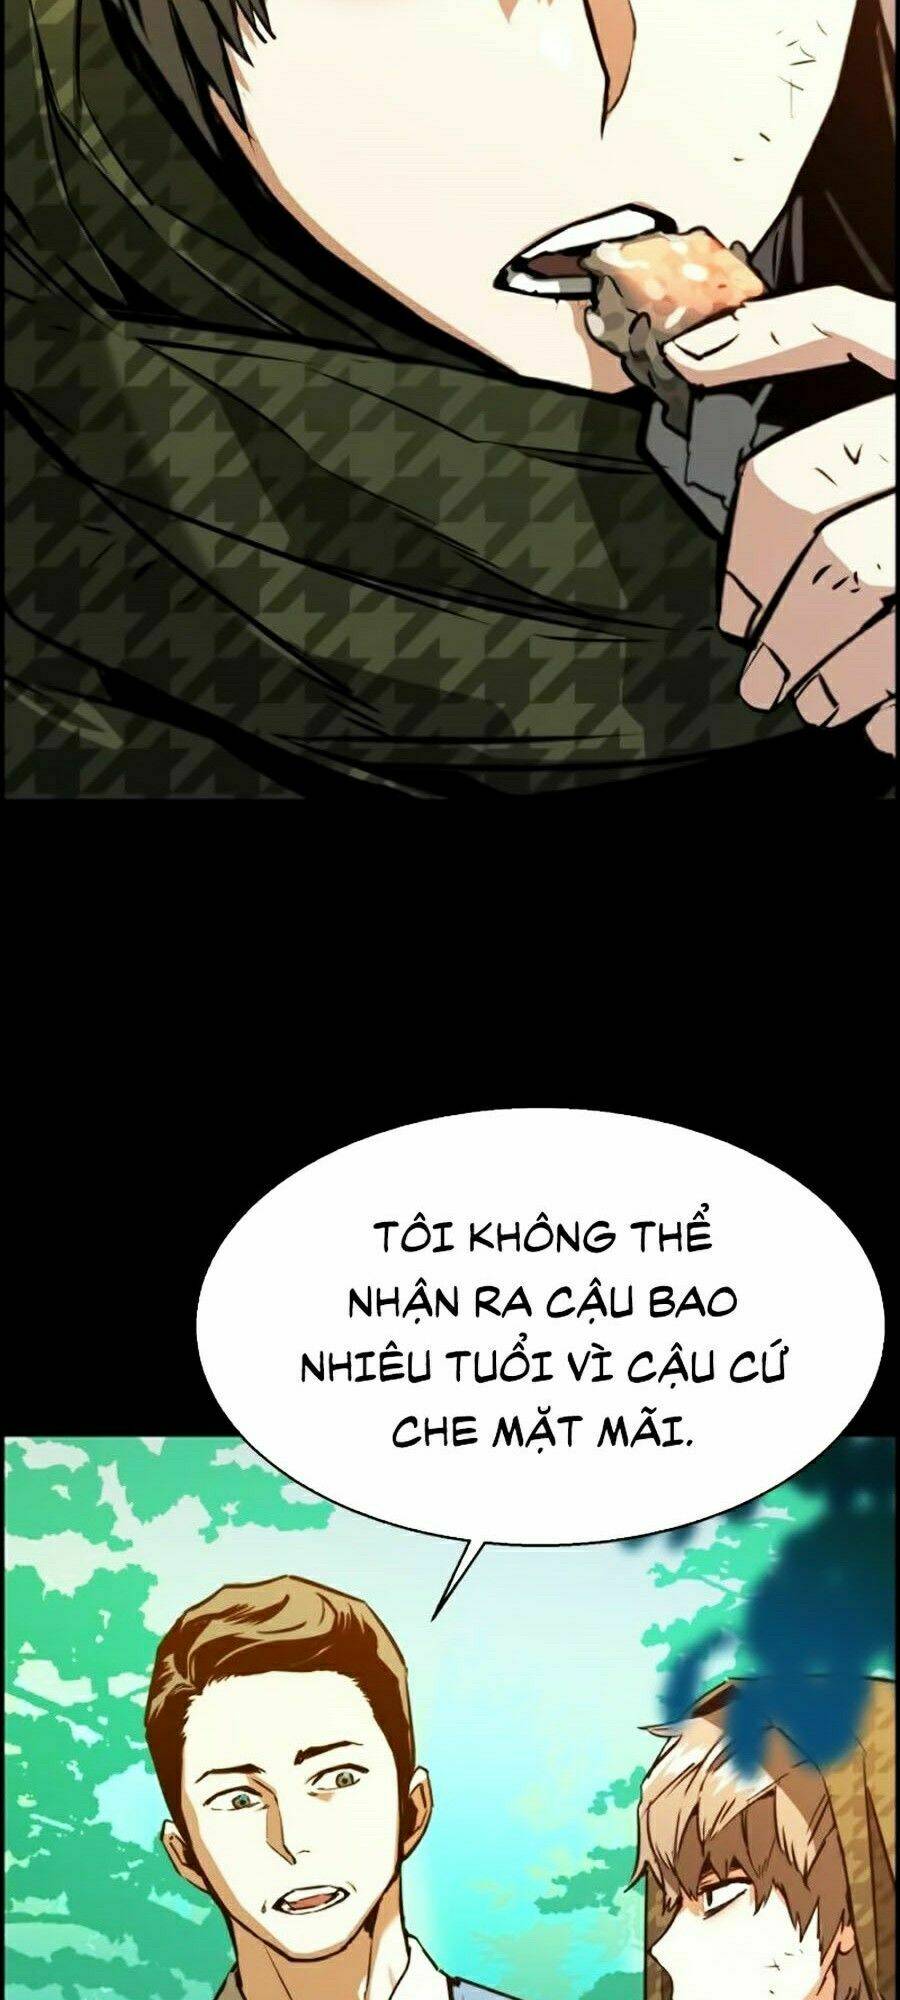 TÔI KHÔNG THỂ
NHẬN RA CẬU BAO
NHIÊU TUỔI VÌ CẬU CỨ
CHE MẶT MÃI.